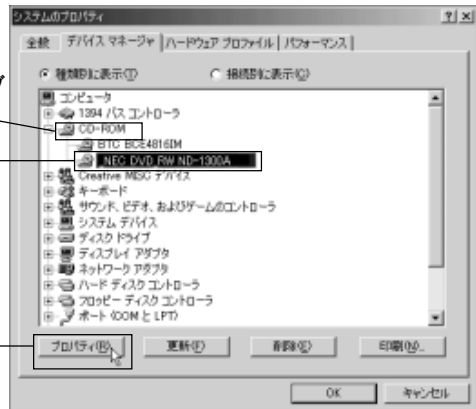 システムのプロパティ
全般 デバイス マネージャ ハードウェア プロファイル パフォーマンス
種類別に表示(T) 接続別に表示(C)
コンピュータ
1394 バス コントローラ
CD-ROM
BTC BCE4816IM
NEC DVD RW ND-1300A
Creative MISC デバイス
キーボード
サウンド、ビデオ、およびゲームのコントローラ
システム デバイス
ディスク ドライブ
ディスプレイ アダプタ
ネットワーク アダプタ
ハード ディスク コントローラ
フロッピー ディスク コントローラ
ポート (COM と LPT)
プロパティ(R) 更新(F) 削除(E) 印刷(N)...
OK キャンセル